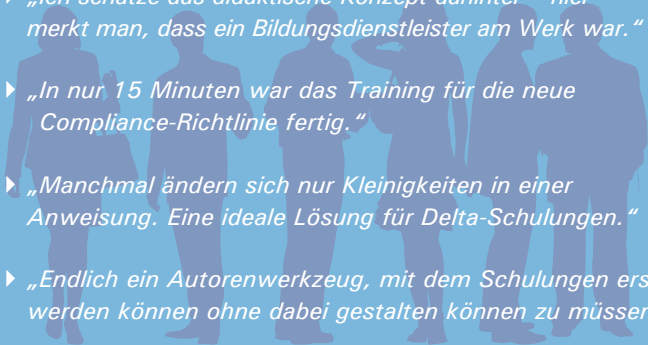 „Ich schätze das didaktische Konzept dahinter – hier
merkt man, dass ein Bildungsdienstleister am Werk war.“
„In nur 15 Minuten war das Training für die neue
Compliance-Richtlinie fertig.“
„Manchmal ändern sich nur Kleinigkeiten in einer
Anweisung. Eine ideale Lösung für Delta-Schulungen.“
„Endlich ein Autorenwerkzeug, mit dem Schulungen
werden können ohne dabei gestalten können zu